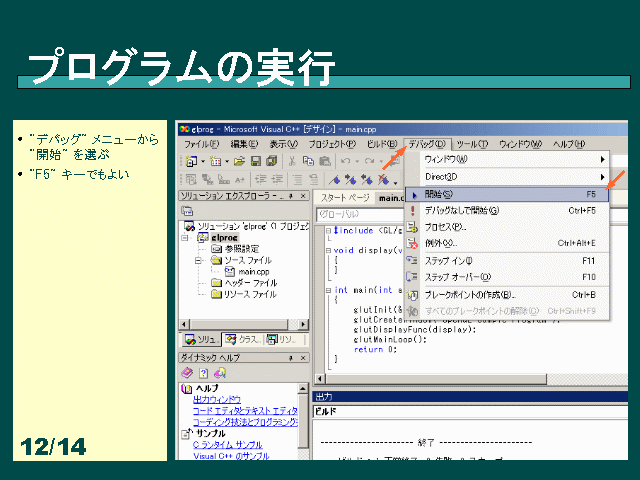 プログラムの実行
• "デバッグ" メニューから
"開始" を選ぶ
• "F5" キーでもよい
12/14
glprog - Microsoft Visual C++ [デザイン] - main.cpp
ファイル(F) 編集(E) 表示(V) プロジェクト(P) ビルド(B) デバッグ(D) ツール(T) ウィンドウ(W) ヘルプ(H)
ウィンドウ(W)
Direct3D
開始(S) F5
デバッグなしで開始(G) Ctrl+F5
プロセス(P)...
例外(X)... Ctrl+Alt+E
ステップ イン(I) F11
ステップ オーバー(O) F10
ブレークポイントの作成(B)... Ctrl+B
すべてのブレークポイントの解除(C) Ctrl+Shift+F9
ソリューション エクスプローラ -
ソリューション 'glprog' (1 プロジェ
glprog
参照設定
ソース ファイル
main.cpp
ヘッダー ファイル
リソース ファイル
ソリュ... クラス... リソ...
スタート ページ main.c
(グローバル)
#include <GL/g
void display(v
{
}
int main(int a
{
glutInit(&
glutDisplayFunc(display);
glutMainLoop();
return 0;
}
ダイナミック ヘルプ
ヘルプ
出力ウィンドウ
コード エディタとテキスト エディタ
コーディング技法とプログラミング
サンプル
C ランタイム サンプル
Visual C++ のサンプル
出力
ビルド
---------------------- 終了 ----------------------